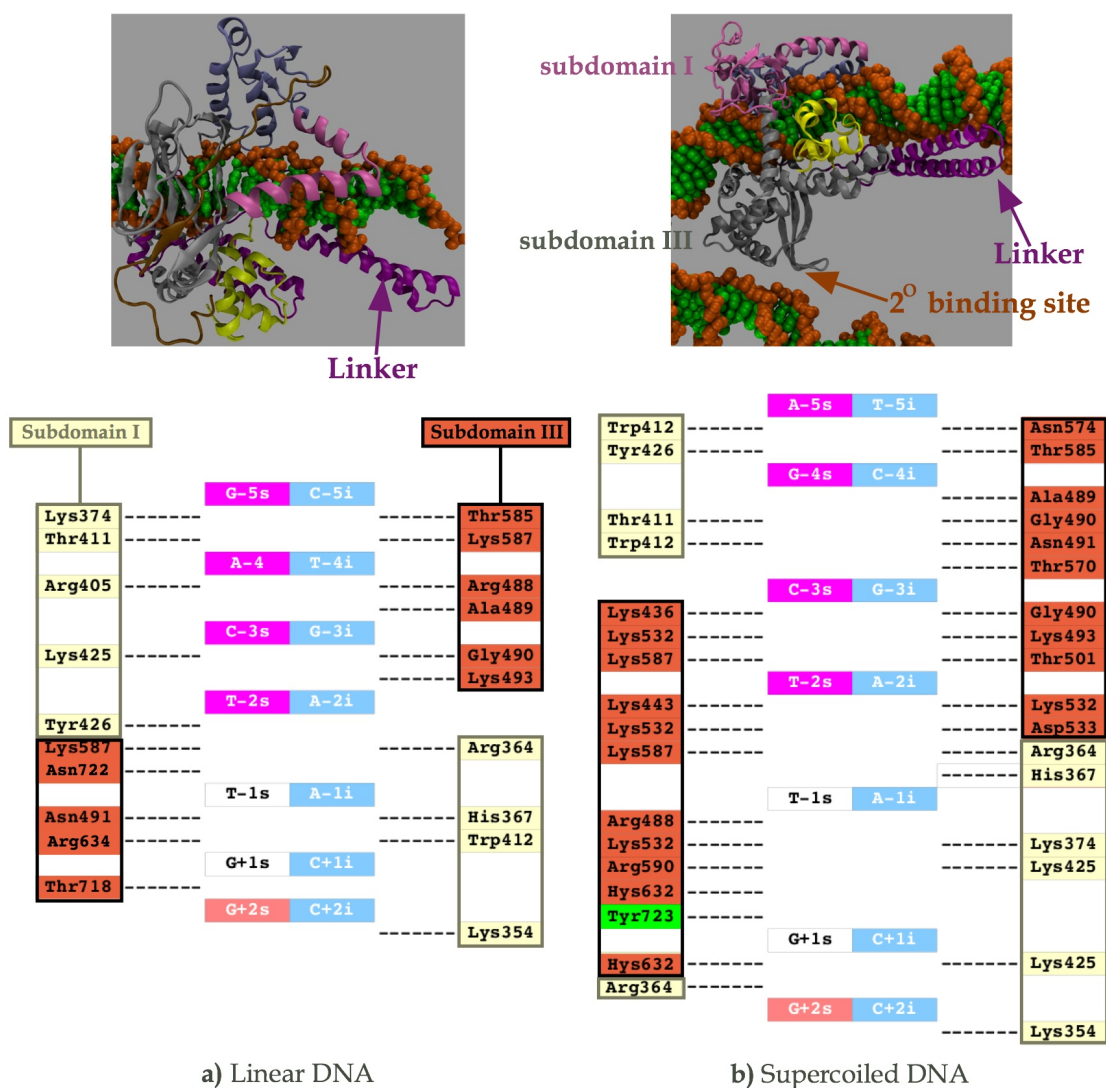 subdomain I
subdomain III
Linker
2° binding site
Linker
Subdomain I
Subdomain III
G-5s C-5i
Lys374 Thr585
Thr411 Lys587
A-4 T-4i
Arg405 Arg488
Ala489
C-3s G-3i
Lys425 Gly490
Lys493
T-2s A-2i
Tyr426
Lys587 Arg364
Asn722
T-1s A-1i
Asn491 His367
Arg634 Trp412
G+1s C+1i
Thr718
G+2s C+2i
Lys354
a) Linear DNA
A-5s T-5i
Trp412 Asn574
Tyr426 Thr585
G-4s C-4i
Ala489
Thr411 Gly490
Trp412 Asn491
Thr570
C-3s G-3i
Lys436 Gly490
Lys532 Lys493
Lys587 Thr501
T-2s A-2i
Lys443 Lys532
Lys532 Asp533
Lys587 Arg364
His367
T-1s A-1i
Arg488
Lys532 Lys374
Arg590 Lys425
Hys632
Tyr723
G+1s C+1i
Hys632 Lys425
Arg364
G+2s C+2i
Lys354
b) Supercoiled DNA